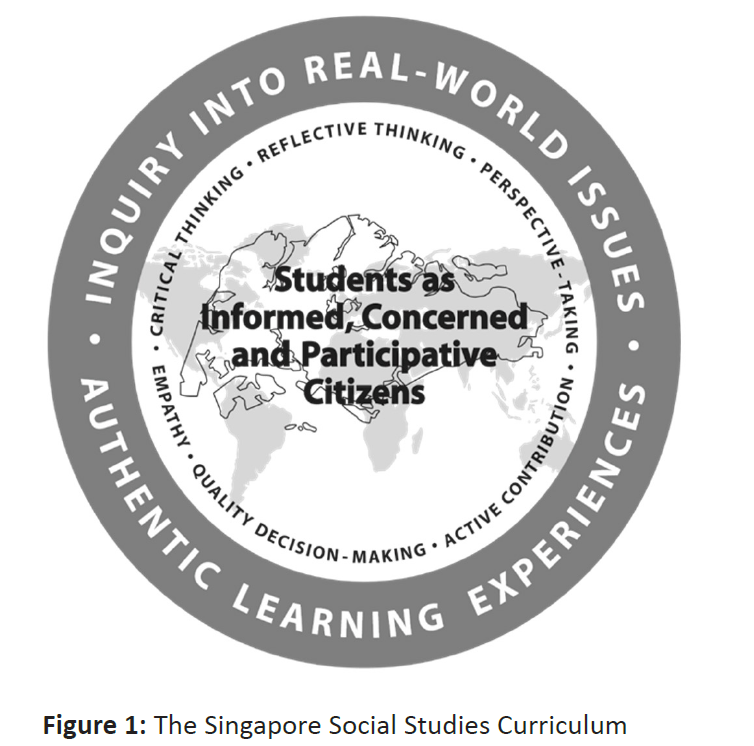 • INQUIRY INTO REAL-WORLD ISSUES •
AUTHENTIC LEARNING EXPERIENCES
• CRITICAL THINKING • REFLECTIVE THINKING • PERSPECTIVE-TAKING •
EMPATHY • QUALITY DECISION-MAKING • ACTIVE CONTRIBUTION
Students as
Informed, Concerned
and Participative
Citizens
Figure 1: The Singapore Social Studies Curriculum